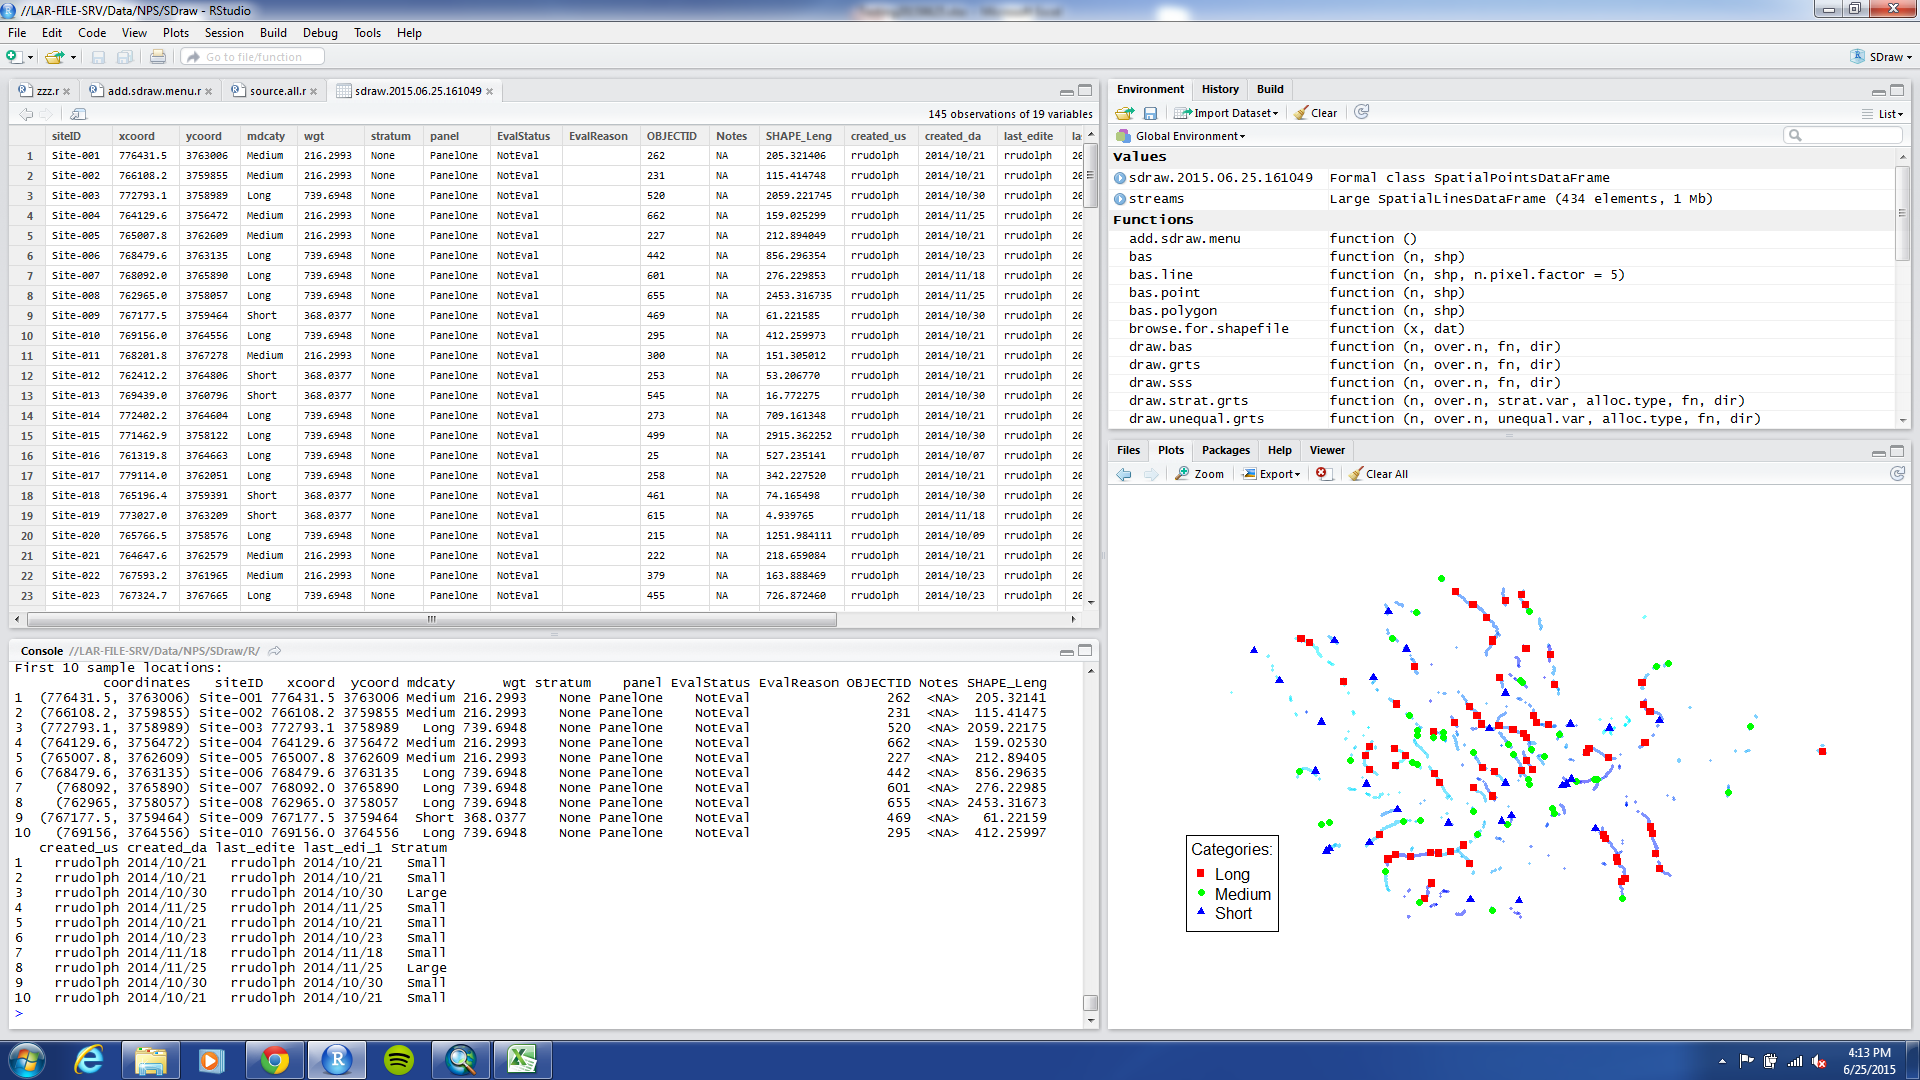 //LAR-FILE-SRV/Data/NPS/SDraw - RStudio
File Edit Code View Plots Session Build Debug Tools Help
Go to file/function SDraw
zzz.r add.sdraw.menu.r source.all.r sdraw.2015.06.25.161049
145 observations of 19 variables
siteID xcoord ycoord mdcaty wgt stratum panel EvalStatus EvalReason OBJECTID Notes SHAPE_Leng created_us created_da last_edite la
1 Site-001 776431.5 3763006 Medium 216.2993 None PanelOne NotEval 262 NA 205.321406 rrudolph 2014/10/21 rrudolph 20
2 Site-002 766108.2 3759855 Medium 216.2993 None PanelOne NotEval 231 NA 115.414748 rrudolph 2014/10/21 rrudolph 20
3 Site-003 772793.1 3758989 Long 739.6948 None PanelOne NotEval 520 NA 2059.221745 rrudolph 2014/10/30 rrudolph 20
4 Site-004 764129.6 3756472 Medium 216.2993 None PanelOne NotEval 662 NA 159.025299 rrudolph 2014/11/25 rrudolph 20
5 Site-005 765007.8 3762609 Medium 216.2993 None PanelOne NotEval 227 NA 212.894049 rrudolph 2014/10/21 rrudolph 20
6 Site-006 768479.6 3763135 Long 739.6948 None PanelOne NotEval 442 NA 856.296354 rrudolph 2014/10/23 rrudolph 20
7 Site-007 768092.0 3765890 Long 739.6948 None PanelOne NotEval 601 NA 276.229853 rrudolph 2014/11/18 rrudolph 20
8 Site-008 762965.0 3758057 Long 739.6948 None PanelOne NotEval 655 NA 2453.316735 rrudolph 2014/11/25 rrudolph 20
9 Site-009 767177.5 3759464 Short 368.0377 None PanelOne NotEval 469 NA 61.221585 rrudolph 2014/10/30 rrudolph 20
10 Site-010 769156.0 3764556 Long 739.6948 None PanelOne NotEval 295 NA 412.259973 rrudolph 2014/10/21 rrudolph 20
11 Site-011 768201.8 3767278 Medium 216.2993 None PanelOne NotEval 300 NA 151.305012 rrudolph 2014/10/21 rrudolph 20
12 Site-012 762412.2 3764806 Short 368.0377 None PanelOne NotEval 253 NA 53.206770 rrudolph 2014/10/21 rrudolph 20
13 Site-013 769439.0 3760796 Short 368.0377 None PanelOne NotEval 545 NA 16.772275 rrudolph 2014/10/30 rrudolph 20
14 Site-014 772402.2 3764604 Long 739.6948 None PanelOne NotEval 273 NA 709.161348 rrudolph 2014/10/21 rrudolph 20
15 Site-015 771462.9 3758122 Long 739.6948 None PanelOne NotEval 499 NA 2915.362252 rrudolph 2014/10/30 rrudolph 20
16 Site-016 761319.8 3764663 Long 739.6948 None PanelOne NotEval 25 NA 527.235141 rrudolph 2014/10/07 rrudolph 20
17 Site-017 779114.0 3762051 Long 739.6948 None PanelOne NotEval 258 NA 342.227520 rrudolph 2014/10/21 rrudolph 20
18 Site-018 765196.4 3759391 Short 368.0377 None PanelOne NotEval 461 NA 74.165498 rrudolph 2014/10/30 rrudolph 20
19 Site-019 773027.0 3763209 Short 368.0377 None PanelOne NotEval 615 NA 4.939765 rrudolph 2014/11/18 rrudolph 20
20 Site-020 765766.5 3758576 Long 739.6948 None PanelOne NotEval 215 NA 1251.984111 rrudolph 2014/10/09 rrudolph 20
21 Site-021 764647.6 3762579 Medium 216.2993 None PanelOne NotEval 222 NA 218.659084 rrudolph 2014/10/21 rrudolph 20
22 Site-022 767593.2 3761965 Medium 216.2993 None PanelOne NotEval 379 NA 163.888469 rrudolph 2014/10/23 rrudolph 20
23 Site-023 767324.7 3767665 Long 739.6948 None PanelOne NotEval 455 NA 726.872460 rrudolph 2014/10/23 rrudolph 20
Console //LAR-FILE-SRV/Data/NPS/SDraw/R/
First 10 sample locations:
coordinates siteID xcoord ycoord mdcaty wgt stratum panel EvalStatus EvalReason OBJECTID Notes SHAPE_Leng
1 (776431.5, 3763006) Site-001 776431.5 3763006 Medium 216.2993 None PanelOne NotEval 262 <NA> 205.32141
2 (766108.2, 3759855) Site-002 766108.2 3759855 Medium 216.2993 None PanelOne NotEval 231 <NA> 115.41475
3 (772793.1, 3758989) Site-003 772793.1 3758989 Long 739.6948 None PanelOne NotEval 520 <NA> 2059.22175
4 (764129.6, 3756472) Site-004 764129.6 3756472 Medium 216.2993 None PanelOne NotEval 662 <NA> 159.02530
5 (765007.8, 3762609) Site-005 765007.8 3762609 Medium 216.2993 None PanelOne NotEval 227 <NA> 212.89405
6 (768479.6, 3763135) Site-006 768479.6 3763135 Long 739.6948 None PanelOne NotEval 442 <NA> 856.29635
7 (768092, 3765890) Site-007 768092.0 3765890 Long 739.6948 None PanelOne NotEval 601 <NA> 276.22985
8 (762965, 3758057) Site-008 762965.0 3758057 Long 739.6948 None PanelOne NotEval 655 <NA> 2453.31673
9 (767177.5, 3759464) Site-009 767177.5 3759464 Short 368.0377 None PanelOne NotEval 469 <NA> 61.22159
10 (769156, 3764556) Site-010 769156.0 3764556 Long 739.6948 None PanelOne NotEval 295 <NA> 412.25997
created_us created_da last_edite last_edi_1 Stratum
1 rrudolph 2014/10/21 rrudolph 2014/10/21 Small
2 rrudolph 2014/10/21 rrudolph 2014/10/21 Small
3 rrudolph 2014/10/30 rrudolph 2014/10/30 Large
4 rrudolph 2014/11/25 rrudolph 2014/11/25 Small
5 rrudolph 2014/10/21 rrudolph 2014/10/21 Small
6 rrudolph 2014/10/23 rrudolph 2014/10/23 Small
7 rrudolph 2014/11/18 rrudolph 2014/11/18 Small
8 rrudolph 2014/11/25 rrudolph 2014/11/25 Large
9 rrudolph 2014/10/30 rrudolph 2014/10/30 Small
10 rrudolph 2014/10/21 rrudolph 2014/10/21 Small
>
Environment History Build
Import Dataset Clear List
Global Environment
Values
sdraw.2015.06.25.161049 Formal class SpatialPointsDataFrame
streams Large SpatialLinesDataFrame (434 elements, 1 Mb)
Functions
add.sdraw.menu function ()
bas function (n, shp)
bas.line function (n, shp, n.pixel.factor = 5)
bas.point function (n, shp)
bas.polygon function (n, shp)
browse.for.shapefile function (x, dat)
draw.bas function (n, over.n, fn, dir)
draw.grts function (n, over.n, fn, dir)
draw.sss function (n, over.n, fn, dir)
draw.strat.grts function (n, over.n, strat.var, alloc.type, fn, dir)
draw.unequal.grts function (n, over.n, unequal.var, alloc.type, fn, dir)
Files Plots Packages Help Viewer
Zoom Export Clear All
Categories:
Long
Medium
Short
4:13 PM
6/25/2015